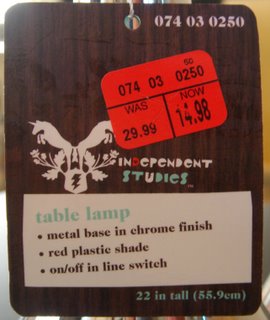 074 03 0250
SD
074 03 0250
WAS NOW
29.99 14.98
INDEPENDENT
STUDIES™
table lamp
• metal base in chrome finish
• red plastic shade
• on/off in line switch
22 in tall (55.9cm)